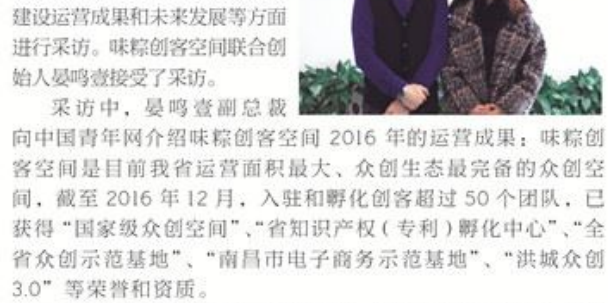 建设运营成果和未来发展等方面
进行采访。味粽创客空间联合创
始人晏鸣壹接受了采访。
采访中，晏鸣壹副总裁
向中国青年网介绍味粽创客空间 2016 年的运营成果：味粽创
客空间是目前我省运营面积最大、众创生态最完备的众创空
间，截至 2016 年 12 月，入驻和孵化创客超过 50 个团队，已
获得“国家级众创空间”、“省知识产权（专利）孵化中心”、“全
省众创示范基地”、“南昌市电子商务示范基地”、“洪城众创
3.0”等荣誉和资质。